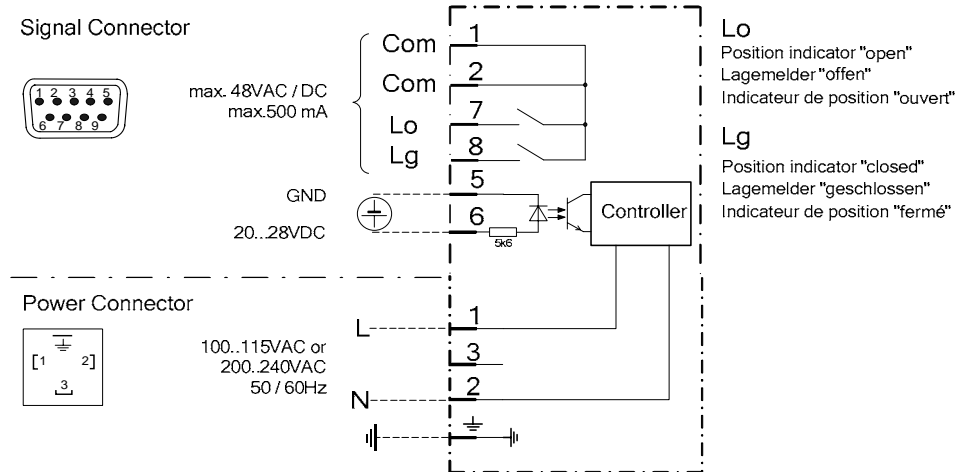 Signal Connector
1 2 3 4 5
6 7 8 9
max. 48VAC / DC
max.500 mA
Com 1
Com 2
Lo 7
Lg 8
GND 5
20...28VDC 6
5k6
Controller
Lo
Position indicator "open"
Lagemelder "offen"
Indicateur de position "ouvert"
Lg
Position indicator "closed"
Lagemelder "geschlossen"
Indicateur de position "fermé"
Power Connector
1 2
3
100..115VAC or
200..240VAC
50 / 60Hz
L 1
3
N 2